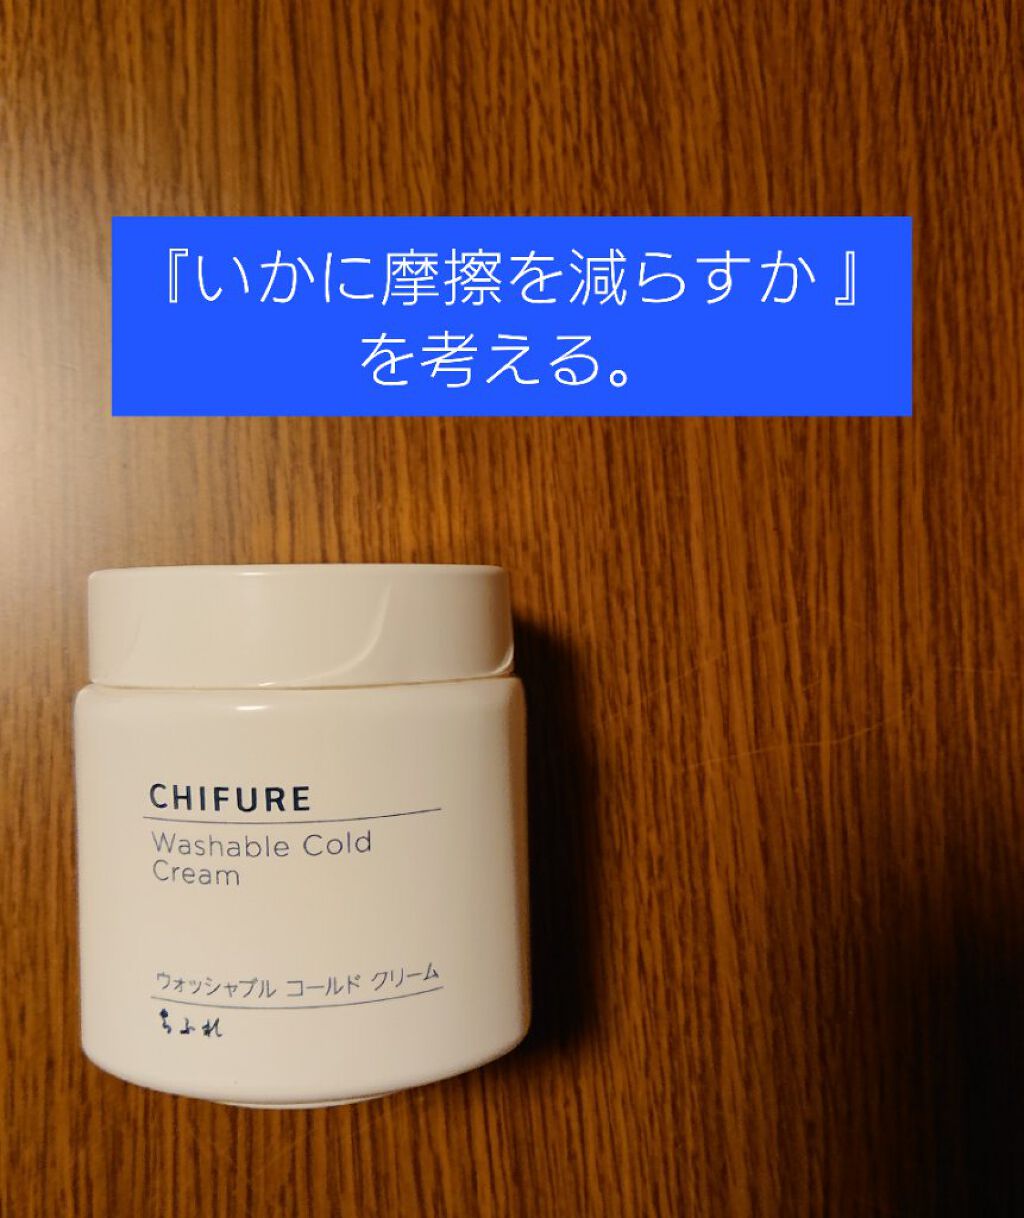 『いかに摩擦を減らすか』
を考える。
CHIFURE
Washable Cold
Cream
ウォッシャブル コールド クリーム
ちふれ